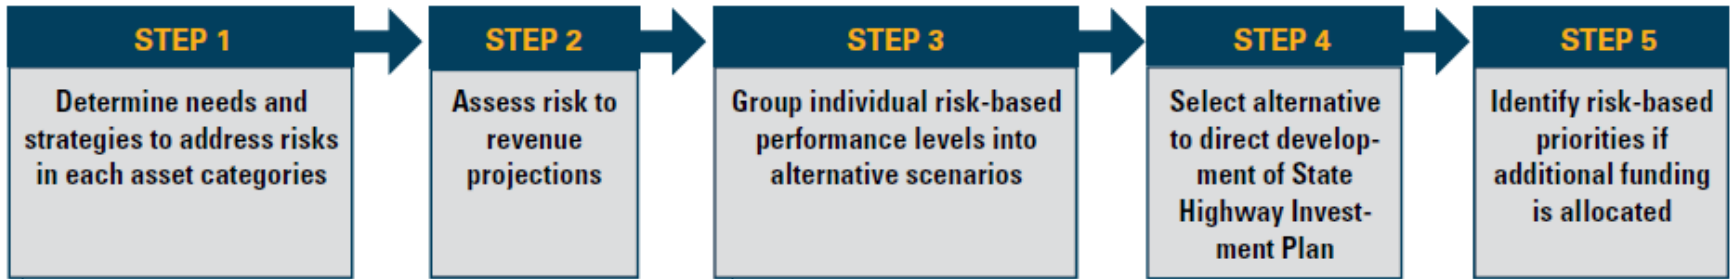 STEP 1
Determine needs and
strategies to address risks
in each asset categories
STEP 2
Assess risk to
revenue
projections
STEP 3
Group individual risk-based
performance levels into
alternative scenarios
STEP 4
Select alternative
to direct develop-
ment of State
Highway Invest-
ment Plan
STEP 5
Identify risk-based
priorities if
additional funding
is allocated